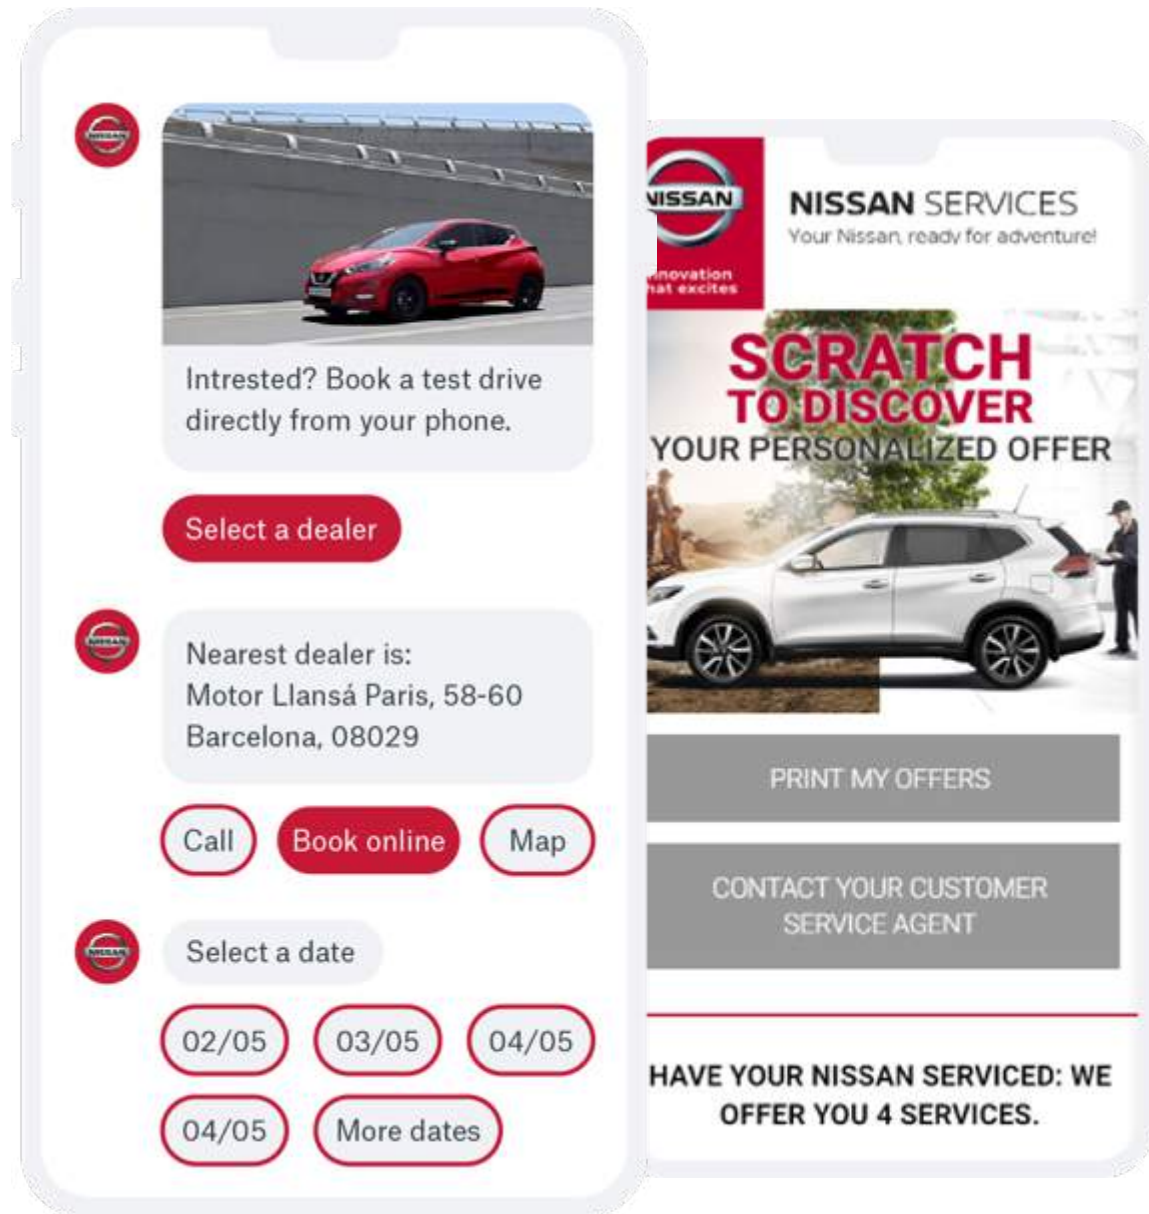 Intrested? Book a test drive
directly from your phone.
Select a dealer
Nearest dealer is:
Motor Llansá Paris, 58-60
Barcelona, 08029
Call
Book online
Map
Select a date
02/05
03/05
04/05
04/05
More dates
NISSAN
nnovation
hat excites
NISSAN SERVICES
Your Nissan, ready for adventure!
SCRATCH
TO DISCOVER
YOUR PERSONALIZED OFFER
PRINT MY OFFERS
CONTACT YOUR CUSTOMER
SERVICE AGENT
HAVE YOUR NISSAN SERVICED: WE
OFFER YOU 4 SERVICES.